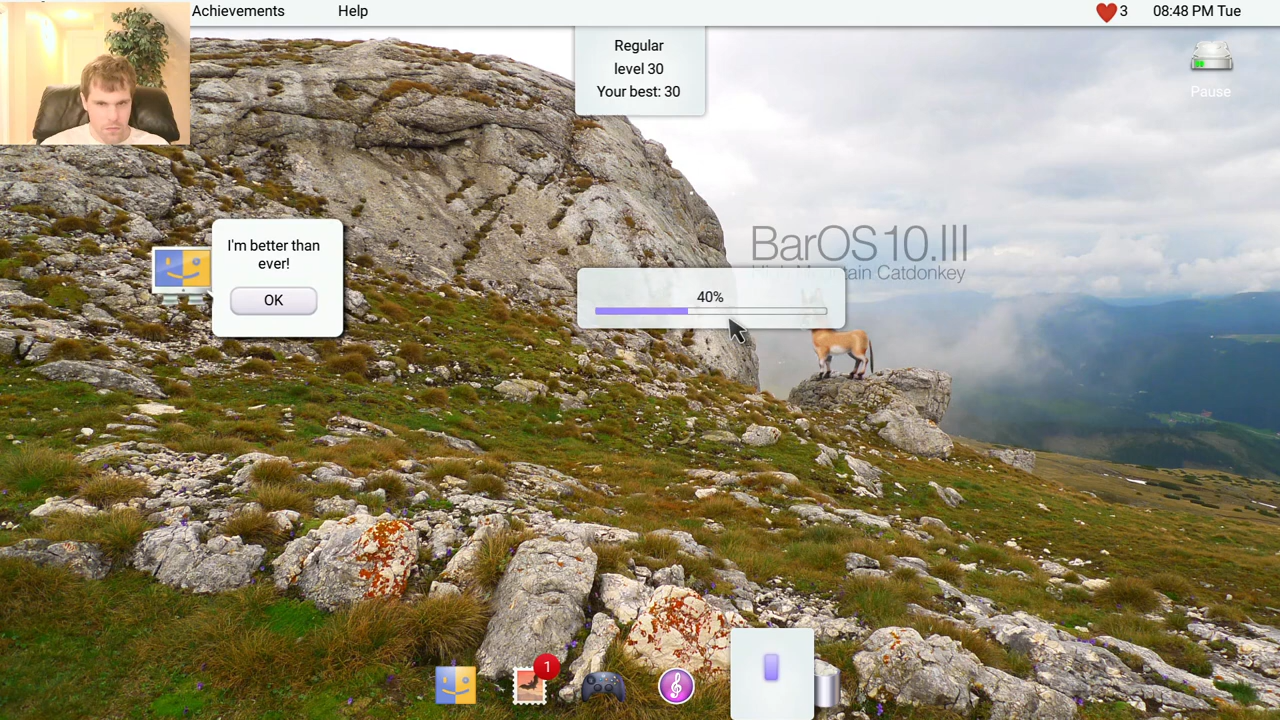 Achievements
Help
3
08:48 PM Tue
Regular
level 30
Your best: 30
Pause
I'm better than
ever!
OK
BarOS 10.III
tain Catdonkey
40%
1